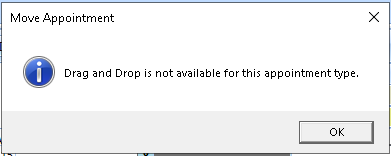 Move Appointment
Drag and Drop is not available for this appointment type.
OK